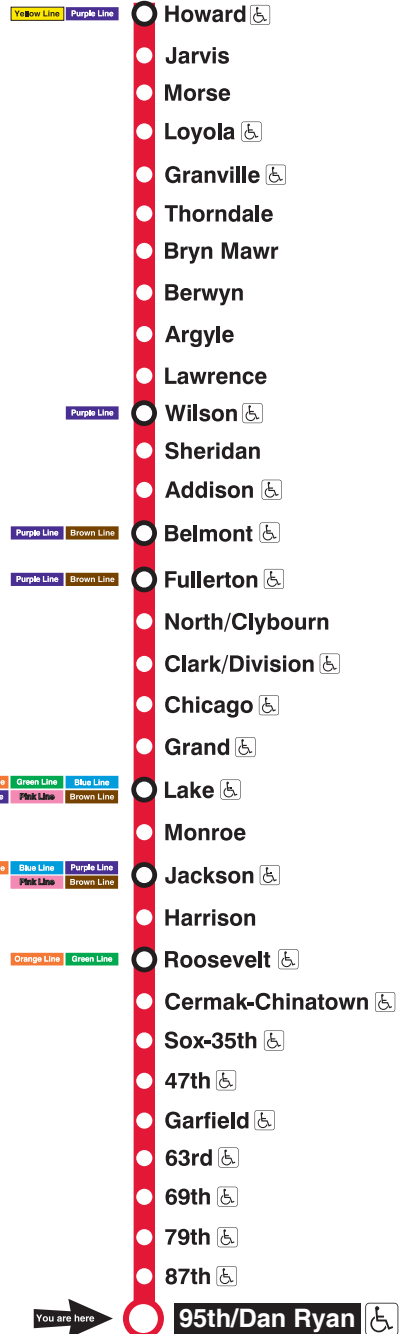 Yellow Line Purple Line Howard
Jarvis
Morse
Loyola
Granville
Thorndale
Bryn Mawr
Berwyn
Argyle
Lawrence
Purple Line Wilson
Sheridan
Addison
Purple Line Brown Line Belmont
Purple Line Brown Line Fullerton
North/Clybourn
Clark/Division
Chicago
Grand
Green Line Blue Line
Lake
Pink Line Brown Line
Monroe
Blue Line Purple Line
Jackson
Pink Line Brown Line
Harrison
Orange Line Green Line Roosevelt
Cermak-Chinatown
Sox-35th
47th
Garfield
63rd
69th
79th
87th
You are here 95th/Dan Ryan